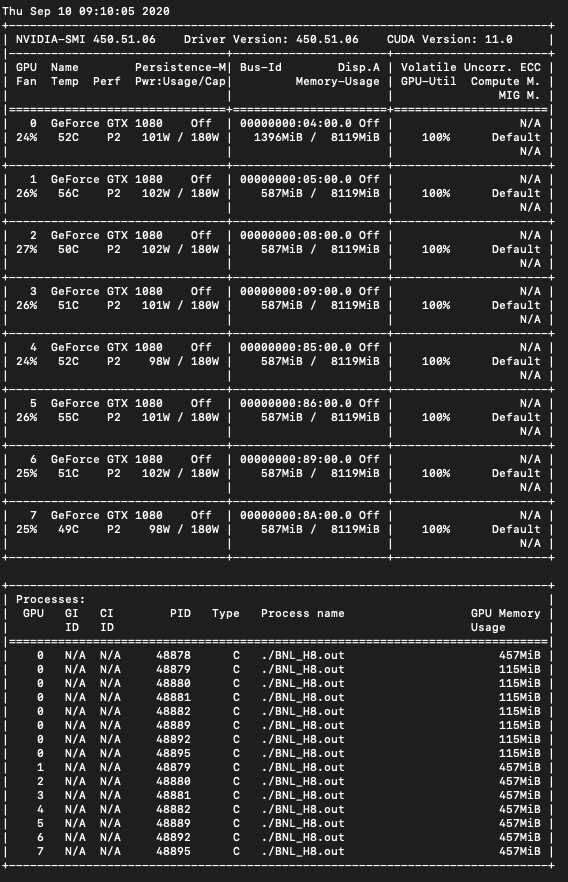 Thu Sep 10 09:10:05 2020
NVIDIA-SMI 450.51.06    Driver Version: 450.51.06    CUDA Version: 11.0
GPU  Name        Persistence-M| Bus-Id        Disp.A | Volatile Uncorr. ECC
Fan  Temp  Perf  Pwr:Usage/Cap|         Memory-Usage | GPU-Util  Compute M.
MIG M.
0  GeForce GTX 1080    Off  | 00000000:04:00.0 Off |                  N/A
24%   52C    P2   101W / 180W |   1396MiB /  8119MiB |    100%      Default
N/A
1  GeForce GTX 1080    Off  | 00000000:05:00.0 Off |                  N/A
26%   56C    P2   102W / 180W |    587MiB /  8119MiB |    100%      Default
N/A
2  GeForce GTX 1080    Off  | 00000000:08:00.0 Off |                  N/A
27%   50C    P2   102W / 180W |    587MiB /  8119MiB |    100%      Default
N/A
3  GeForce GTX 1080    Off  | 00000000:09:00.0 Off |                  N/A
26%   51C    P2   101W / 180W |    587MiB /  8119MiB |    100%      Default
N/A
4  GeForce GTX 1080    Off  | 00000000:85:00.0 Off |                  N/A
24%   52C    P2    98W / 180W |    587MiB /  8119MiB |    100%      Default
N/A
5  GeForce GTX 1080    Off  | 00000000:86:00.0 Off |                  N/A
26%   55C    P2   101W / 180W |    587MiB /  8119MiB |    100%      Default
N/A
6  GeForce GTX 1080    Off  | 00000000:89:00.0 Off |                  N/A
25%   51C    P2   102W / 180W |    587MiB /  8119MiB |    100%      Default
N/A
7  GeForce GTX 1080    Off  | 00000000:8A:00.0 Off |                  N/A
25%   49C    P2    98W / 180W |    587MiB /  8119MiB |    100%      Default
N/A
Processes:
GPU   GI   CI        PID   Type   Process name                  GPU Memory
ID   ID                                                   Usage
0   N/A  N/A     48878      C   ./BNL_H8.out                      457MiB
0   N/A  N/A     48879      C   ./BNL_H8.out                      115MiB
0   N/A  N/A     48880      C   ./BNL_H8.out                      115MiB
0   N/A  N/A     48881      C   ./BNL_H8.out                      115MiB
0   N/A  N/A     48882      C   ./BNL_H8.out                      115MiB
0   N/A  N/A     48889      C   ./BNL_H8.out                      115MiB
0   N/A  N/A     48892      C   ./BNL_H8.out                      115MiB
0   N/A  N/A     48895      C   ./BNL_H8.out                      115MiB
1   N/A  N/A     48879      C   ./BNL_H8.out                      457MiB
2   N/A  N/A     48880      C   ./BNL_H8.out                      457MiB
3   N/A  N/A     48881      C   ./BNL_H8.out                      457MiB
4   N/A  N/A     48882      C   ./BNL_H8.out                      457MiB
5   N/A  N/A     48889      C   ./BNL_H8.out                      457MiB
6   N/A  N/A     48892      C   ./BNL_H8.out                      457MiB
7   N/A  N/A     48895      C   ./BNL_H8.out                      457MiB